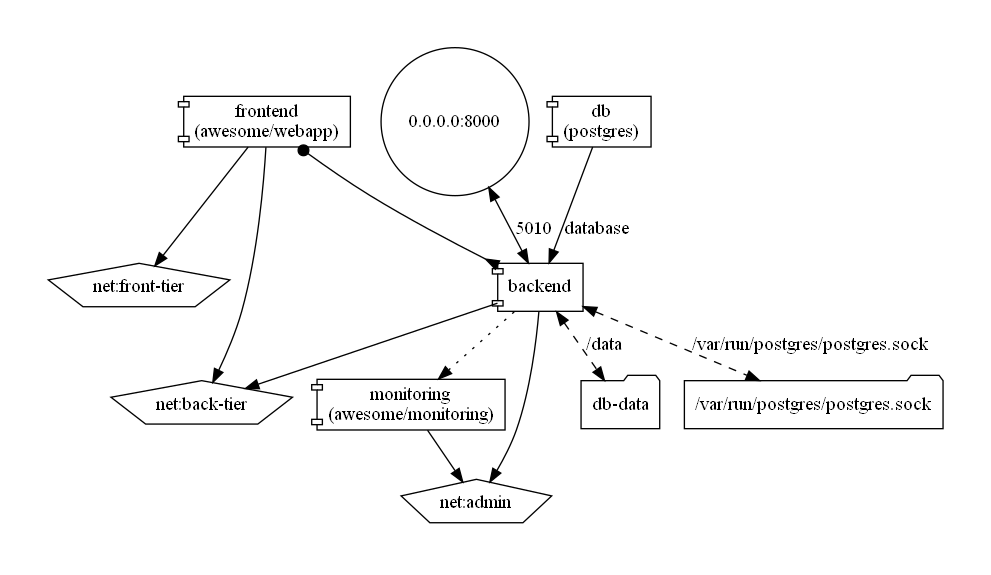 frontend
(awesome/webapp)
0.0.0.0:8000
db
(postgres)
5010
database
net:front-tier
backend
/data
/var/run/postgres/postgres.sock
net:back-tier
monitoring
(awesome/monitoring)
db-data
/var/run/postgres/postgres.sock
net:admin